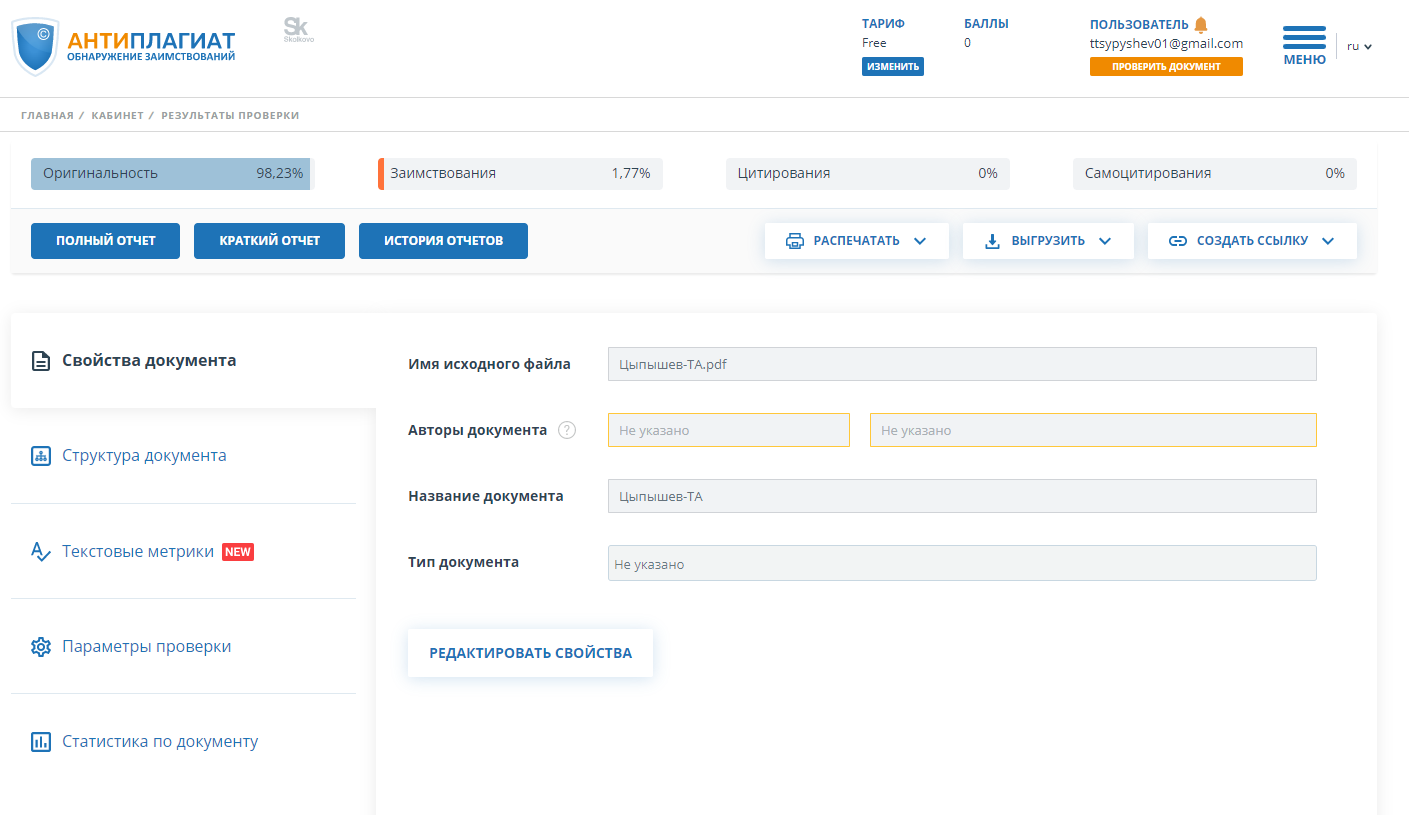 ©
АНТИПЛАГИАТ
ОБНАРУЖЕНИЕ ЗАИМСТВОВАНИЙ
Sk
Skolkovo
ТАРИФ
Free
ИЗМЕНИТЬ
БАЛЛЫ
0
ПОЛЬЗОВАТЕЛЬ
ttsypyshev01@gmail.com
ПРОВЕРИТЬ ДОКУМЕНТ
МЕНЮ
ru
ГЛАВНАЯ / КАБИНЕТ / РЕЗУЛЬТАТЫ ПРОВЕРКИ
Оригинальность 98,23%
Заимствования 1,77%
Цитирования 0%
Самоцитирования 0%
ПОЛНЫЙ ОТЧЕТ
КРАТКИЙ ОТЧЕТ
ИСТОРИЯ ОТЧЕТОВ
РАСПЕЧАТАТЬ
ВЫГРУЗИТЬ
СОЗДАТЬ ССЫЛКУ
Свойства документа
Структура документа
Текстовые метрики NEW
Параметры проверки
Статистика по документу
Имя исходного файла Цыпышев-ТА.pdf
Авторы документа ? Не указано Не указано
Название документа Цыпышев-ТА
Тип документа Не указано
РЕДАКТИРОВАТЬ СВОЙСТВА